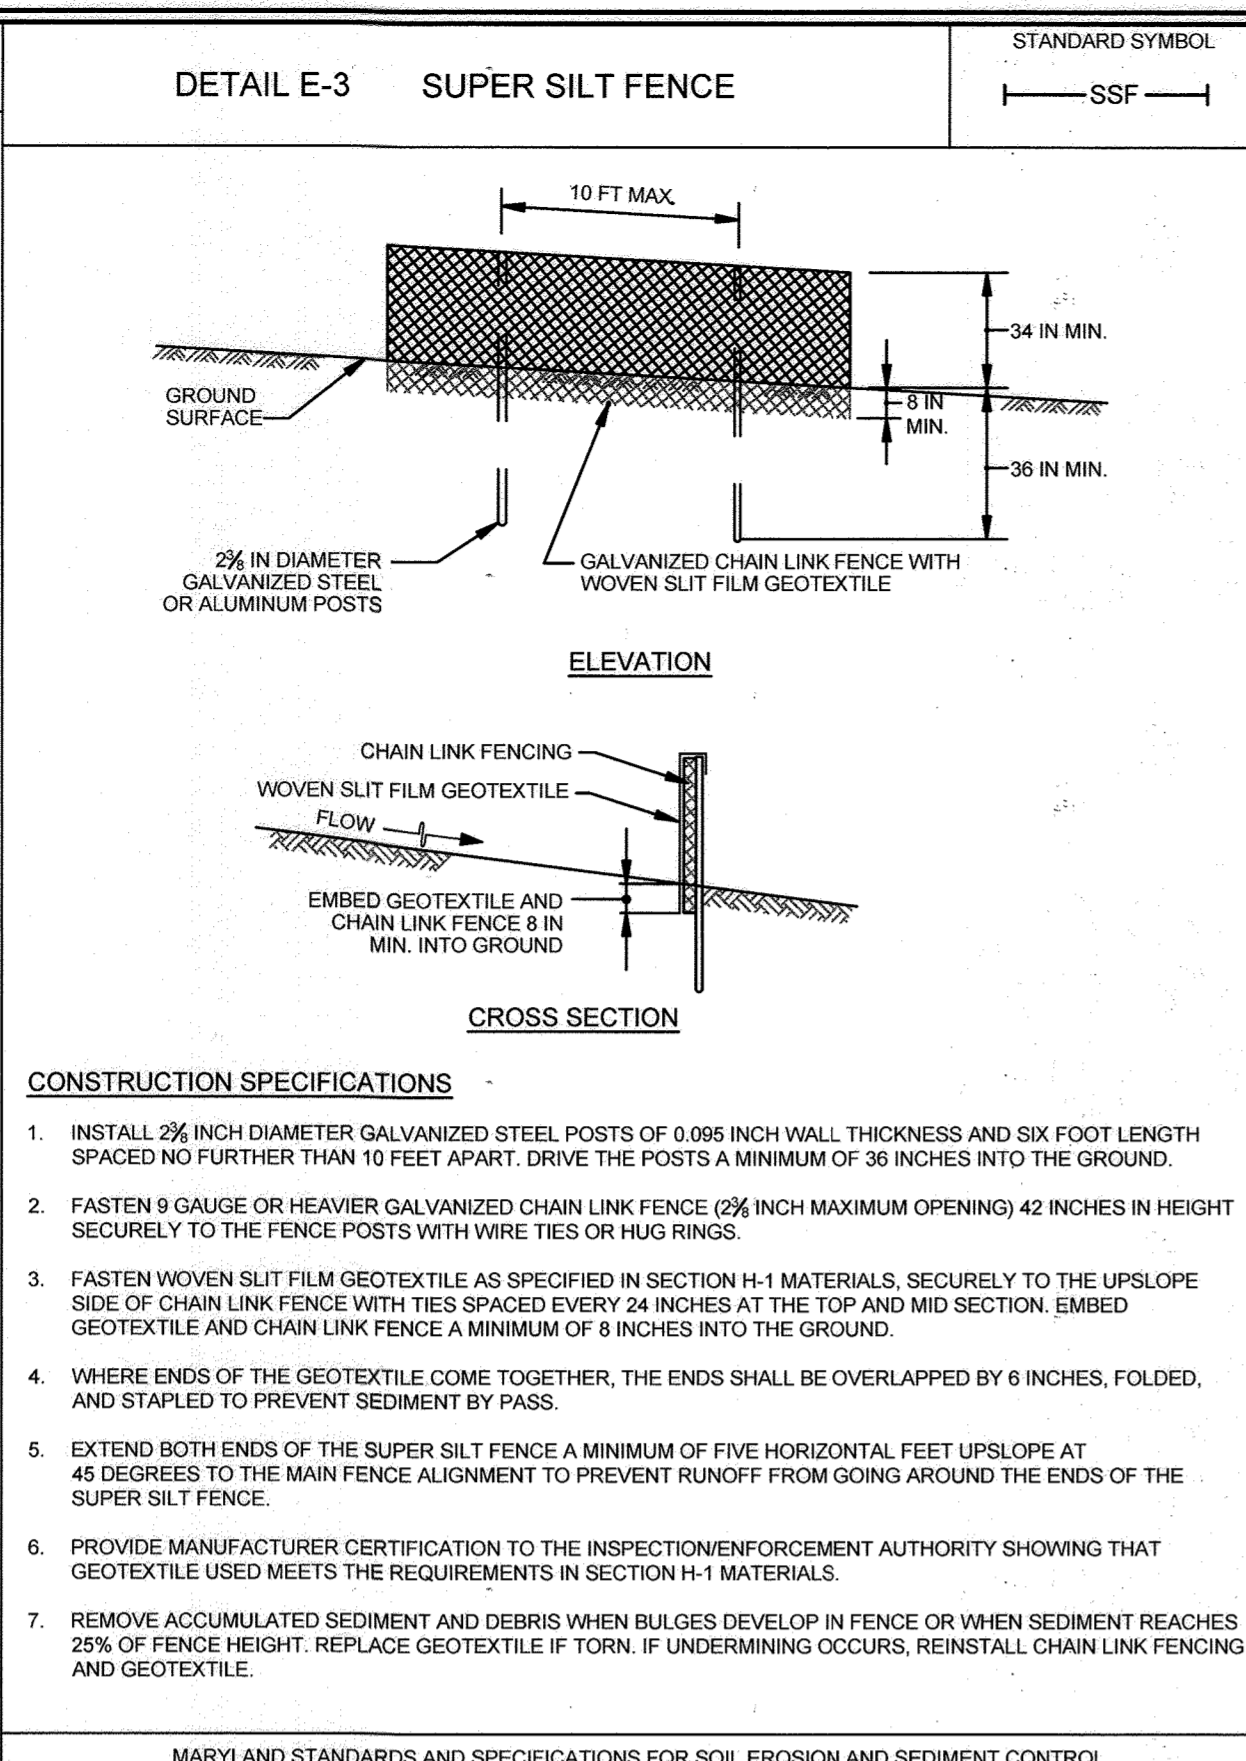 DETAIL E-3 SUPER SILT FENCE
STANDARD SYMBOL
SSF
10 FT MAX.
34 IN MIN.
GROUND
SURFACE
8 IN
MIN.
36 IN MIN.
2⅜ IN DIAMETER
GALVANIZED STEEL
OR ALUMINUM POSTS
GALVANIZED CHAIN LINK FENCE WITH
WOVEN SLIT FILM GEOTEXTILE
ELEVATION
CHAIN LINK FENCING
WOVEN SLIT FILM GEOTEXTILE
FLOW
EMBED GEOTEXTILE AND
CHAIN LINK FENCE 8 IN
MIN. INTO GROUND
CROSS SECTION
CONSTRUCTION SPECIFICATIONS
1. INSTALL 2⅜ INCH DIAMETER GALVANIZED STEEL POSTS OF 0.095 INCH WALL THICKNESS AND SIX FOOT LENGTH
SPACED NO FURTHER THAN 10 FEET APART. DRIVE THE POSTS A MINIMUM OF 36 INCHES INTO THE GROUND.
2. FASTEN 9 GAUGE OR HEAVIER GALVANIZED CHAIN LINK FENCE (2⅜ INCH MAXIMUM OPENING) 42 INCHES IN HEIGHT
SECURELY TO THE FENCE POSTS WITH WIRE TIES OR HUG RINGS.
3. FASTEN WOVEN SLIT FILM GEOTEXTILE AS SPECIFIED IN SECTION H-1 MATERIALS, SECURELY TO THE UPSLOPE
SIDE OF CHAIN LINK FENCE WITH TIES SPACED EVERY 24 INCHES AT THE TOP AND MID SECTION. EMBED
GEOTEXTILE AND CHAIN LINK FENCE A MINIMUM OF 8 INCHES INTO THE GROUND.
4. WHERE ENDS OF THE GEOTEXTILE COME TOGETHER, THE ENDS SHALL BE OVERLAPPED BY 6 INCHES, FOLDED,
AND STAPLED TO PREVENT SEDIMENT BY PASS.
5. EXTEND BOTH ENDS OF THE SUPER SILT FENCE A MINIMUM OF FIVE HORIZONTAL FEET UPSLOPE AT
45 DEGREES TO THE MAIN FENCE ALIGNMENT TO PREVENT RUNOFF FROM GOING AROUND THE ENDS OF THE
SUPER SILT FENCE.
6. PROVIDE MANUFACTURER CERTIFICATION TO THE INSPECTION/ENFORCEMENT AUTHORITY SHOWING THAT
GEOTEXTILE USED MEETS THE REQUIREMENTS IN SECTION H-1 MATERIALS.
7. REMOVE ACCUMULATED SEDIMENT AND DEBRIS WHEN BULGES DEVELOP IN FENCE OR WHEN SEDIMENT REACHES
25% OF FENCE HEIGHT. REPLACE GEOTEXTILE IF TORN. IF UNDERMINING OCCURS, REINSTALL CHAIN LINK FENCING
AND GEOTEXTILE.
MARYLAND STANDARDS AND SPECIFICATIONS FOR SOIL EROSION AND SEDIMENT CONTROL